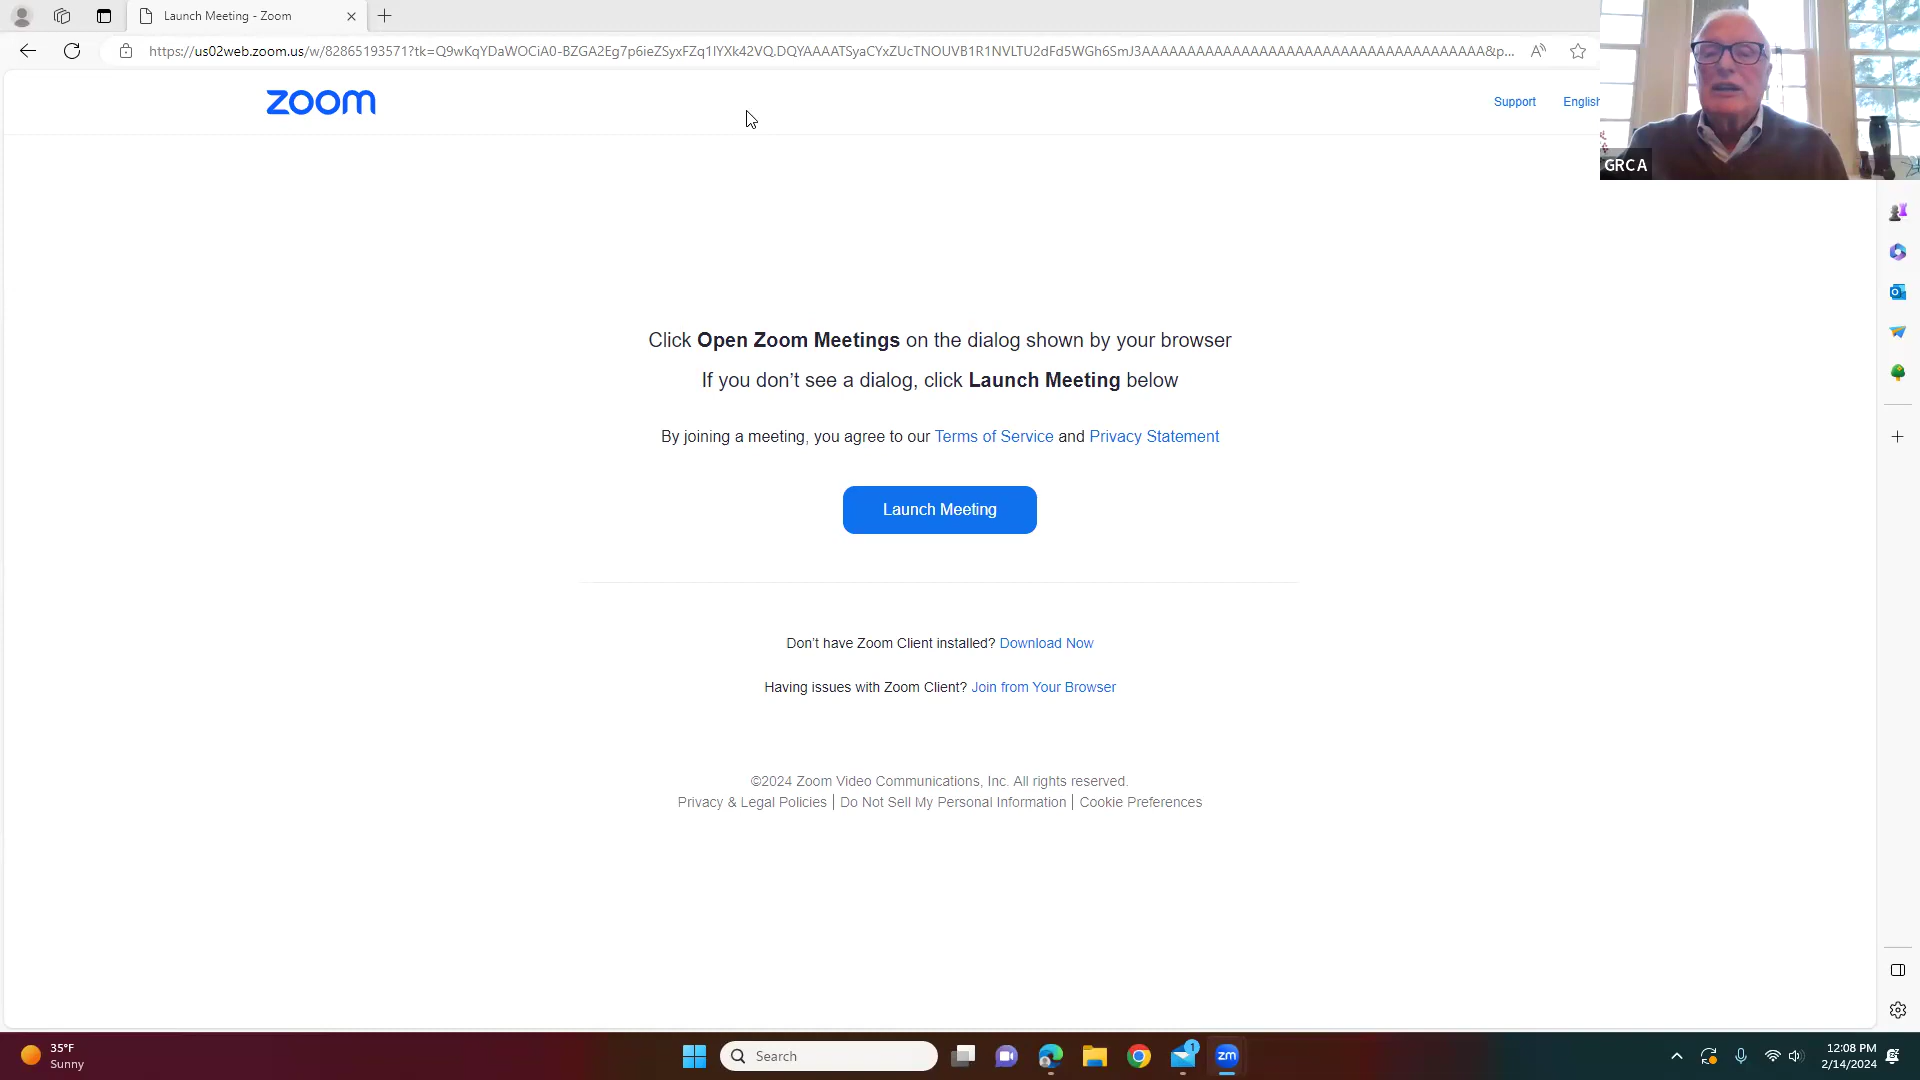 Launch Meeting - Zoom
https://us02web.zoom.us/w/82865193571?tk=Q9wKqYDaWOCiA0-BZGA2Eg7p6ieZSyxFZq1IYXk42VQ.DQYAAAATSyaCYxZUcTNOUVB1R1NVLTU2dFd5WGh6SmJ3AAAAAAAAAAAAAAAAAAAAAAAAAAAAAAAAAAAAAA&p...
zoom
Support
English
GRCA
Click Open Zoom Meetings on the dialog shown by your browser
If you don't see a dialog, click Launch Meeting below
By joining a meeting, you agree to our Terms of Service and Privacy Statement
Launch Meeting
Don't have Zoom Client installed? Download Now
Having issues with Zoom Client? Join from Your Browser
©2024 Zoom Video Communications, Inc. All rights reserved.
Privacy & Legal Policies | Do Not Sell My Personal Information | Cookie Preferences
35°F
Sunny
Search
1
zm
12:08 PM
2/14/2024